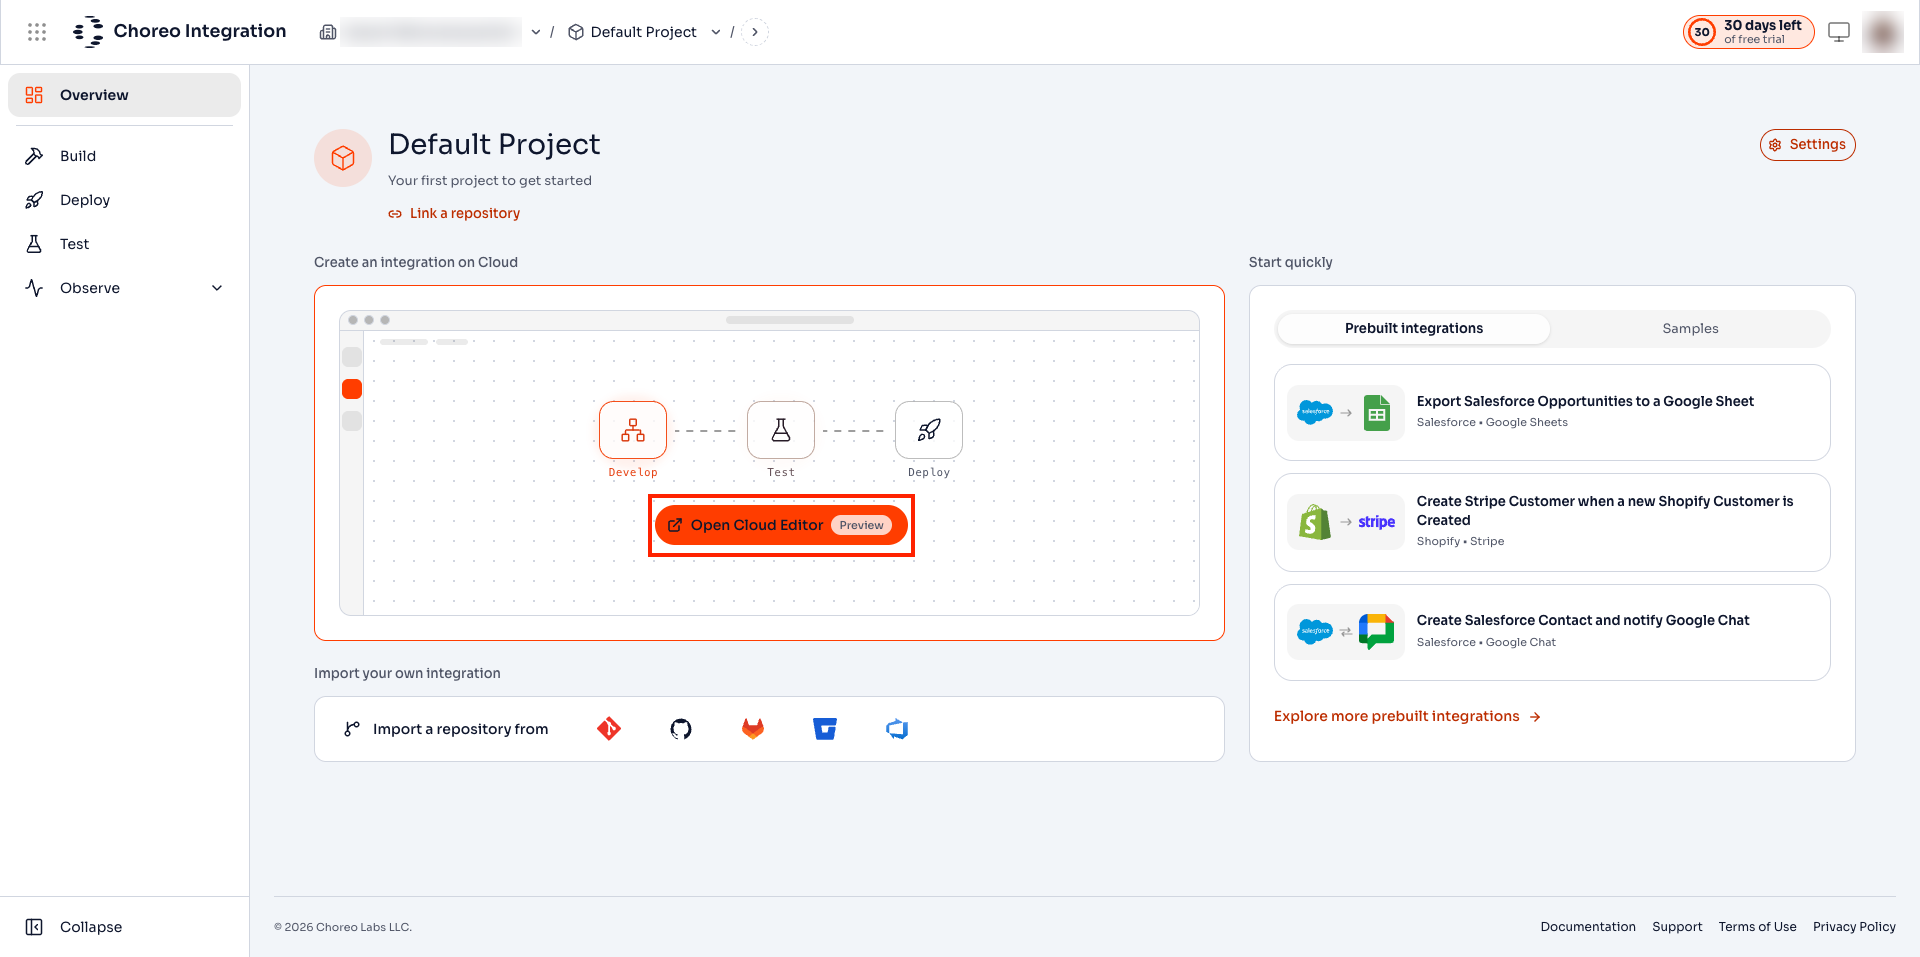 Choreo Integration
/
Default Project
/
30
30 days left
of free trial
Overview
Build
Deploy
Test
Observe
Collapse
Default Project
Your first project to get started
Link a repository
Settings
Create an integration on Cloud
Develop
Test
Deploy
Open Cloud Editor Preview
Import your own integration
Import a repository from
Start quickly
Prebuilt integrations
Samples
salesforce
Export Salesforce Opportunities to a Google Sheet
Salesforce • Google Sheets
stripe
Create Stripe Customer when a new Shopify Customer is
Created
Shopify • Stripe
salesforce
Create Salesforce Contact and notify Google Chat
Salesforce • Google Chat
Explore more prebuilt integrations
© 2026 Choreo Labs LLC.
Documentation
Support
Terms of Use
Privacy Policy